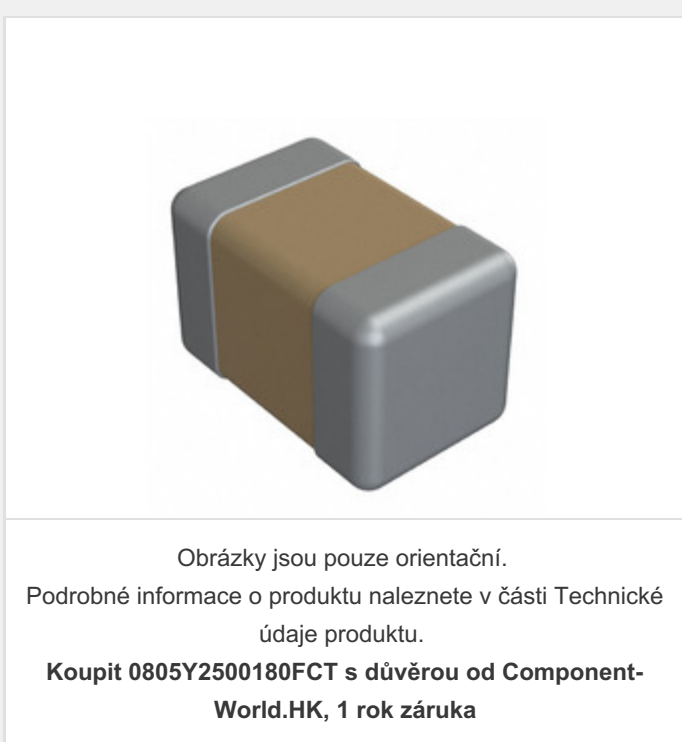 Obrázky jsou pouze orientační.
Podrobné informace o produktu naleznete v části Technické
údaje produktu.
Koupit 0805Y2500180FCT s důvěrou od Component-
World.HK, 1 rok záruka